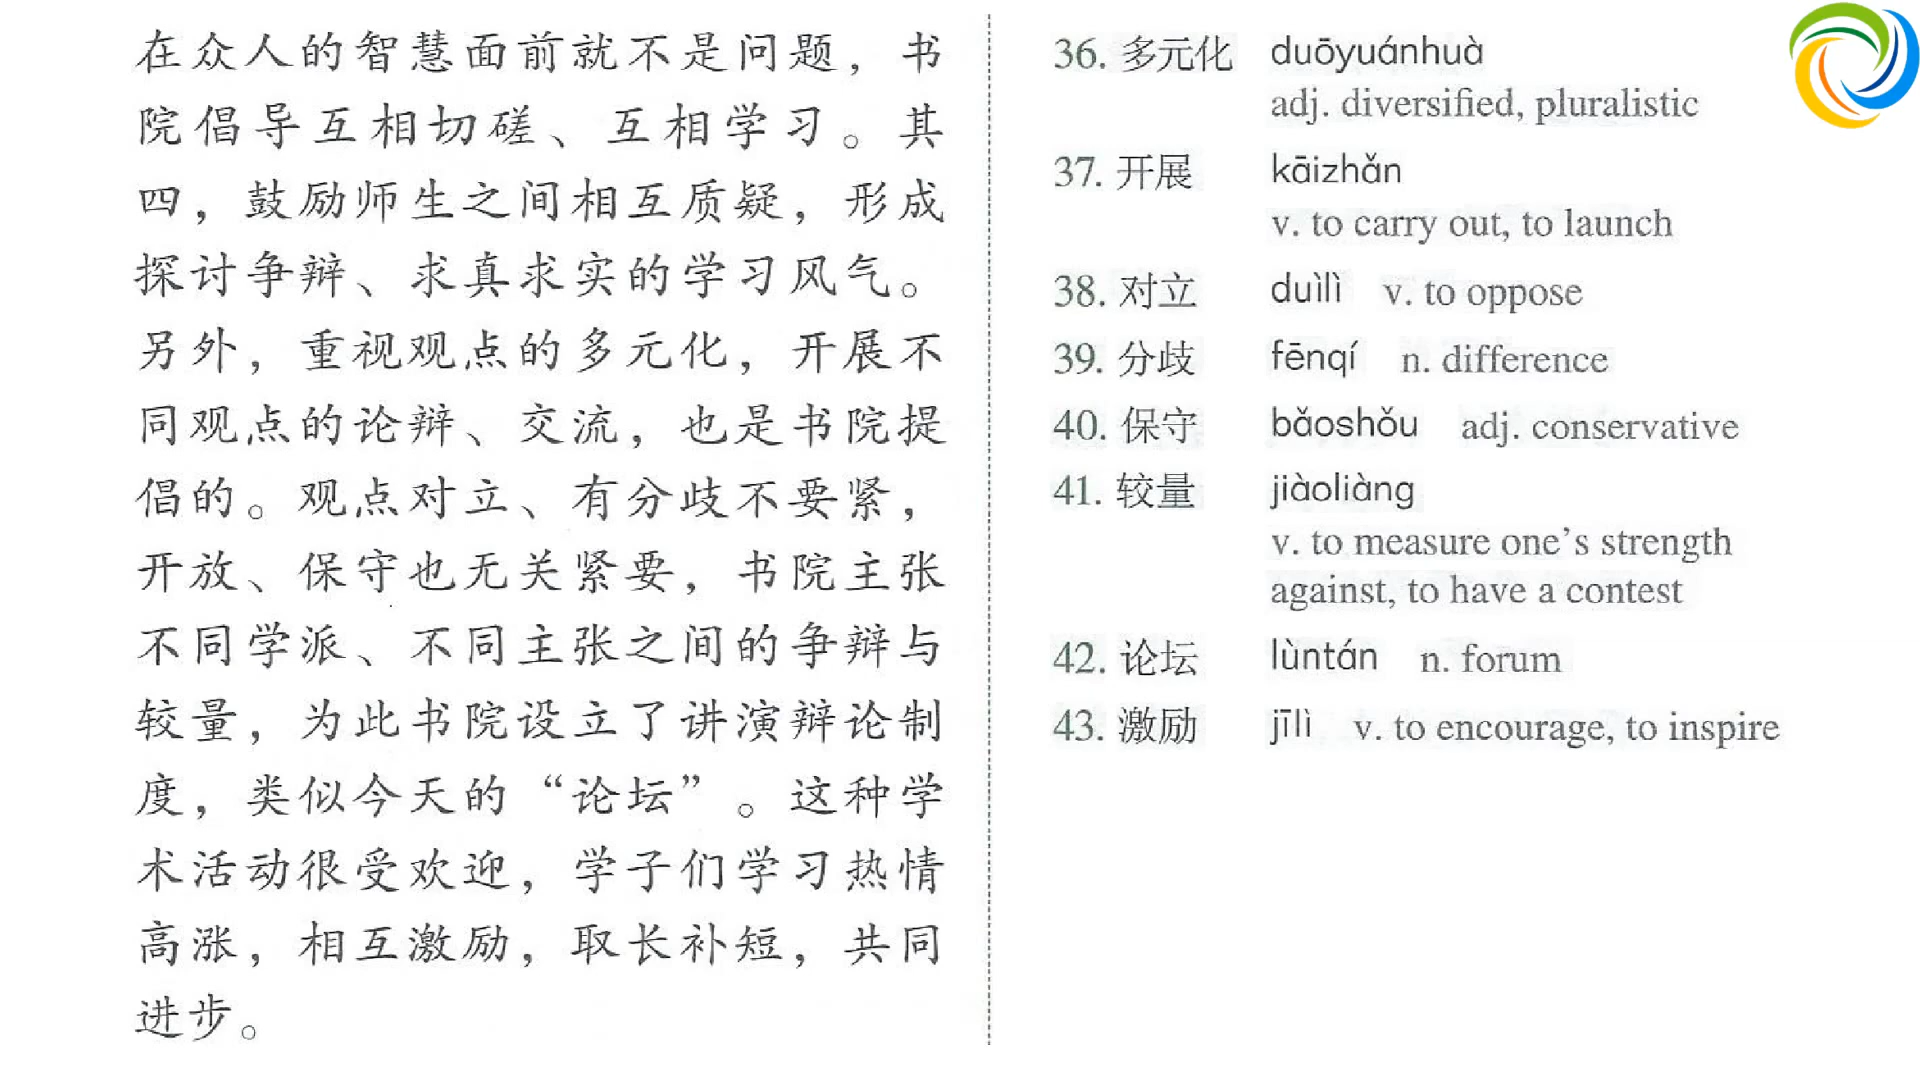 在众人的智慧面前就不是问题，书
院倡导互相切磋、互相学习。其
四，鼓励师生之间相互质疑，形成
探讨争辩、求真求实的学习风气。
另外，重视观点的多元化，开展不
同观点的论辩、交流，也是书院提
倡的。观点对立、有分歧不要紧，
开放、保守也无关紧要，书院主张
不同学派、不同主张之间的争辩与
较量，为此书院设立了讲演辩论制
度，类似今天的“论坛”。这种学
术活动很受欢迎，学子们学习热情
高涨，相互激励，取长补短，共同
进步。
36. 多元化 duōyuánhuà
adj. diversified, pluralistic
37. 开展 kāizhǎn
v. to carry out, to launch
38. 对立 duìlì v. to oppose
39. 分歧 fēnqí n. difference
40. 保守 bǎoshǒu adj. conservative
41. 较量 jiàoliàng
v. to measure one’s strength
against, to have a contest
42. 论坛 lùntán n. forum
43. 激励 jīlì v. to encourage, to inspire